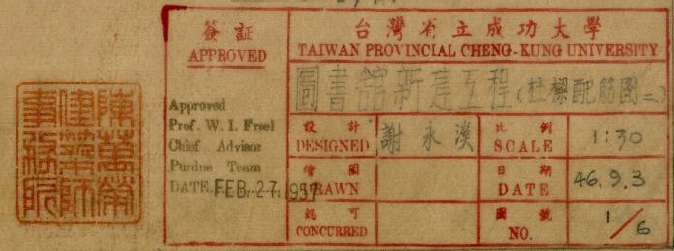 陳萬榮
建築師
事務所
簽証
APPROVED
Approved
Prof. W. I. Freel
Chief Advisor
Purdue Team
DATE. FEB. 27. 1957
台灣省立成功大學
TAIWAN PROVINCIAL CHENG-KUNG UNIVERSITY
圖書館新建工程(柱樑配筋圖二)
設計 DESIGNED 謝永溪 比例 SCALE 1:30
繪圖 DRAWN 日期 DATE 46.9.3
認可 CONCURRED 圖號 NO. 1/6